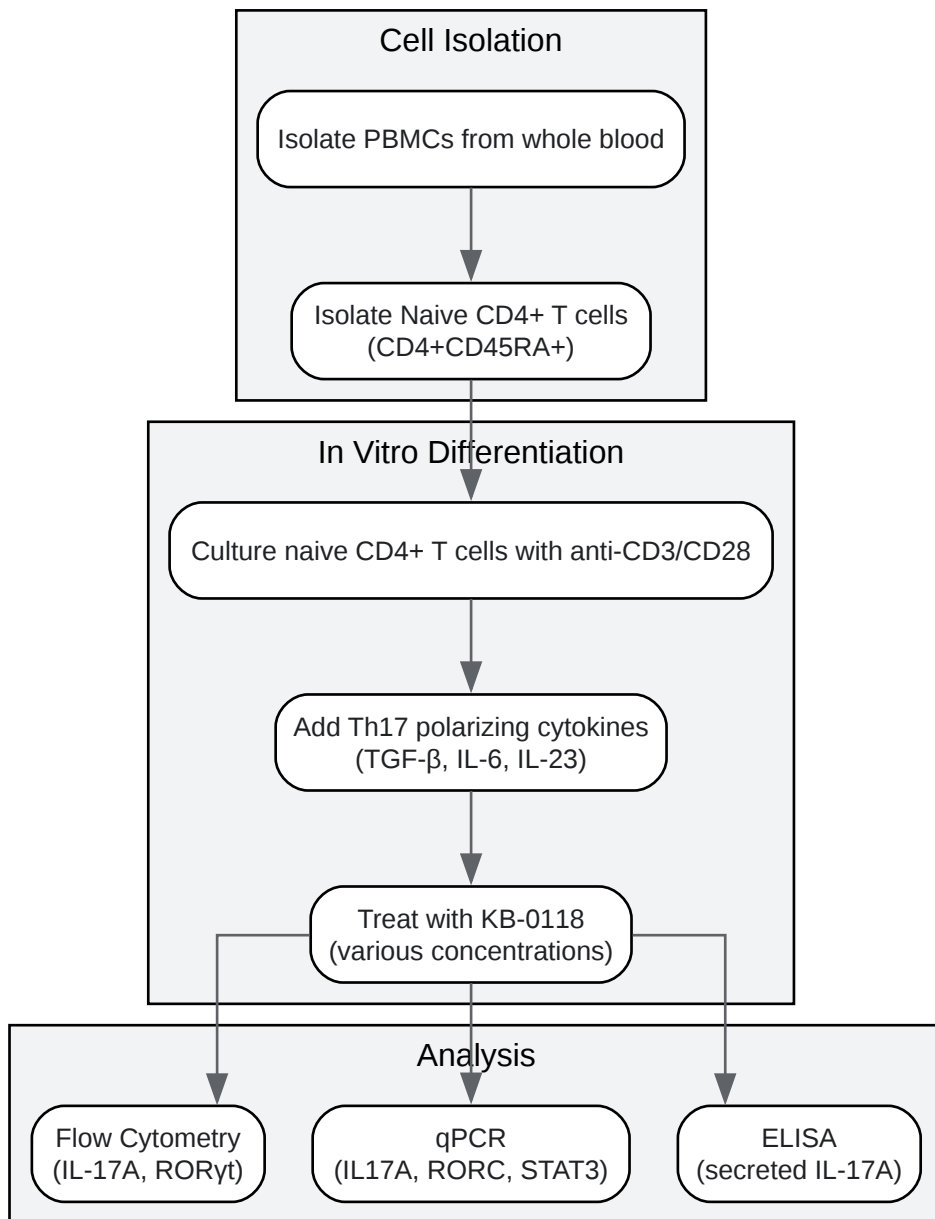 Cell Isolation
Isolate PBMCs from whole blood
Isolate Naive CD4+ T cells
(CD4+CD45RA+)
In Vitro Differentiation
Culture naive CD4+ T cells with anti-CD3/CD28
Add Th17 polarizing cytokines
(TGF-β, IL-6, IL-23)
Treat with KB-0118
(various concentrations)
Analysis
Flow Cytometry
(IL-17A, RORγt)
qPCR
(IL17A, RORC, STAT3)
ELISA
(secreted IL-17A)